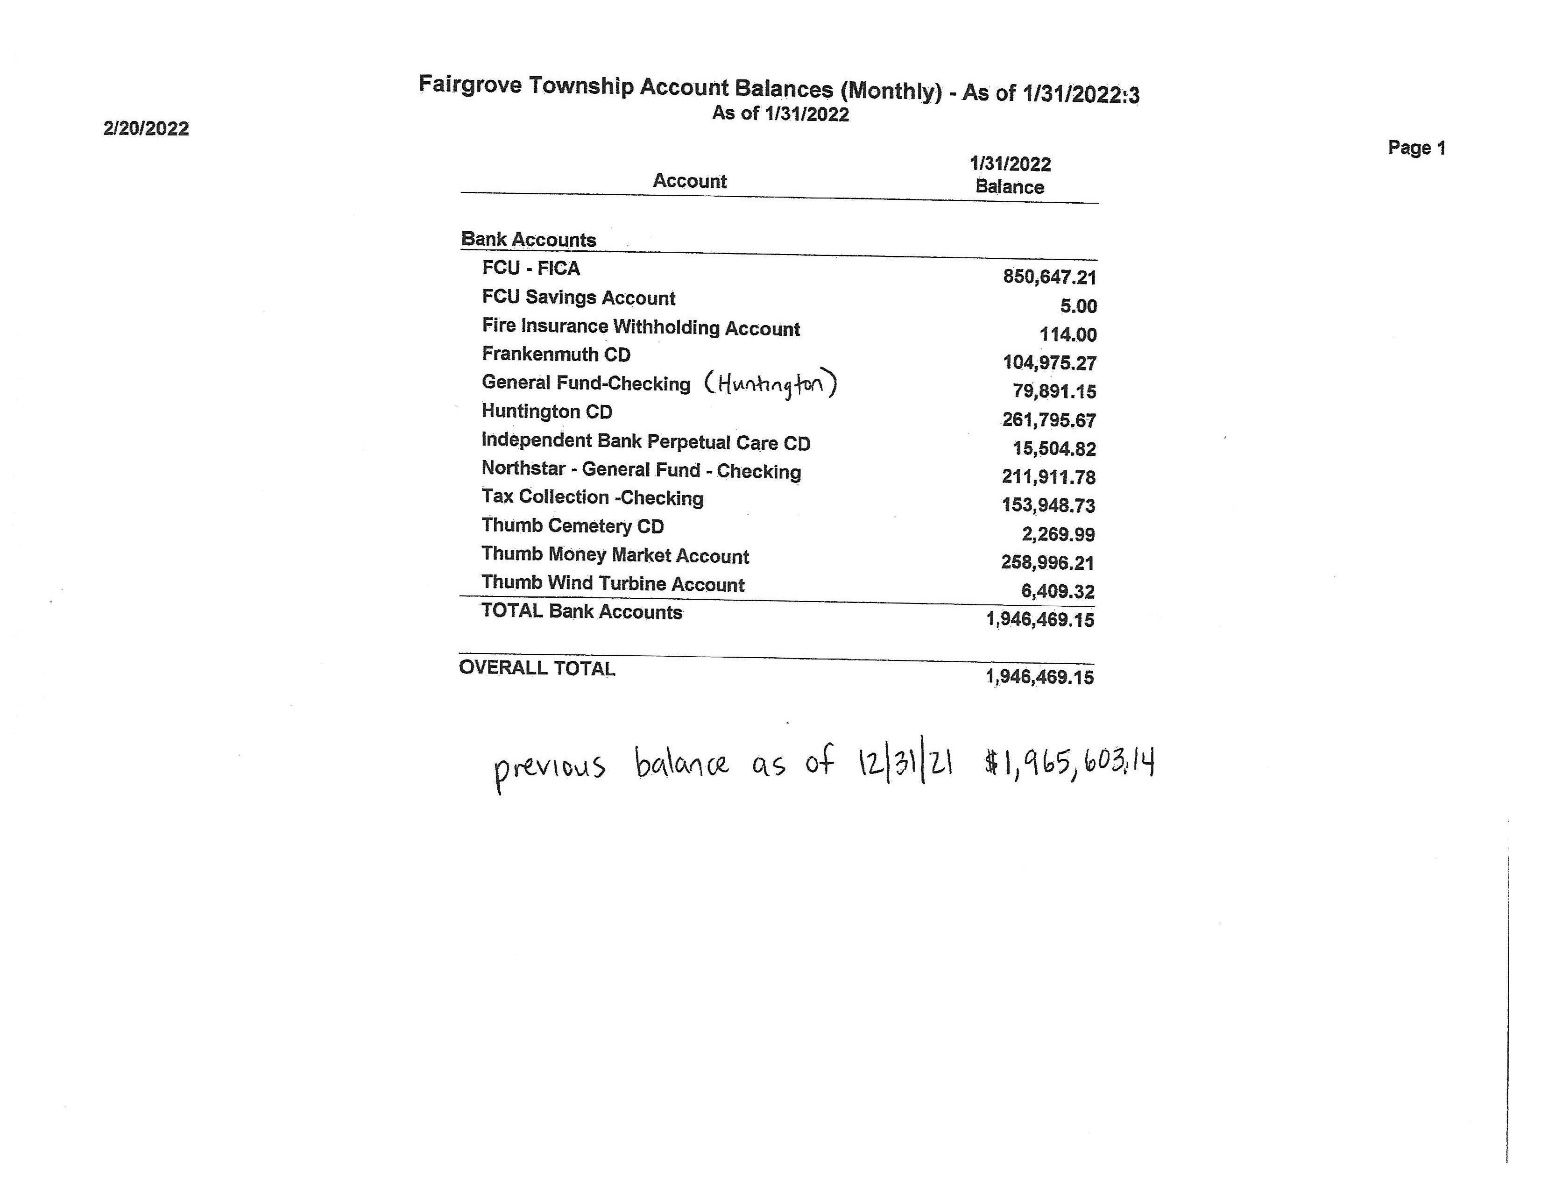 Fairgrove Township Account Balances (Monthly) - As of 1/31/2022:3
As of 1/31/2022
2/20/2022
Page 1
Account 1/31/2022 Balance
Bank Accounts
FCU - FICA 850,647.21
FCU Savings Account 5.00
Fire Insurance Withholding Account 114.00
Frankenmuth CD 104,975.27
General Fund-Checking (Huntington) 79,891.15
Huntington CD 261,795.67
Independent Bank Perpetual Care CD 15,504.82
Northstar - General Fund - Checking 211,911.78
Tax Collection -Checking 153,948.73
Thumb Cemetery CD 2,269.99
Thumb Money Market Account 258,996.21
Thumb Wind Turbine Account 6,409.32
TOTAL Bank Accounts 1,946,469.15
OVERALL TOTAL 1,946,469.15
previous balance as of 12/31/21 $1,965,603.14